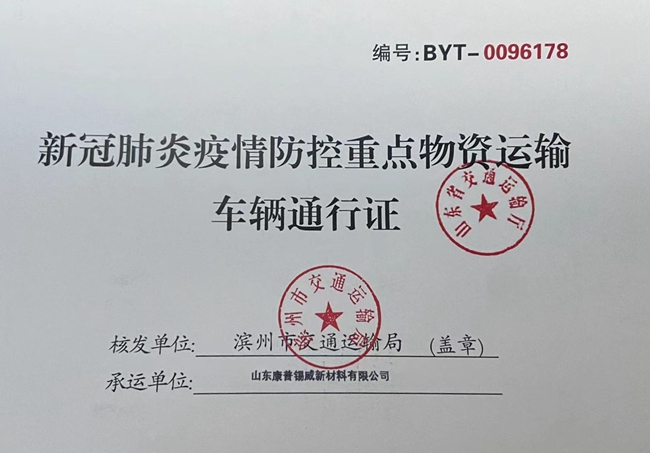 编号:BYT-0096178
新冠肺炎疫情防控重点物资运输
车辆通行证
山东省交通运输厅
滨州市交通运输局
核发单位: 滨州市交通运输局 (盖章)
承运单位: 山东康普锡威新材料有限公司